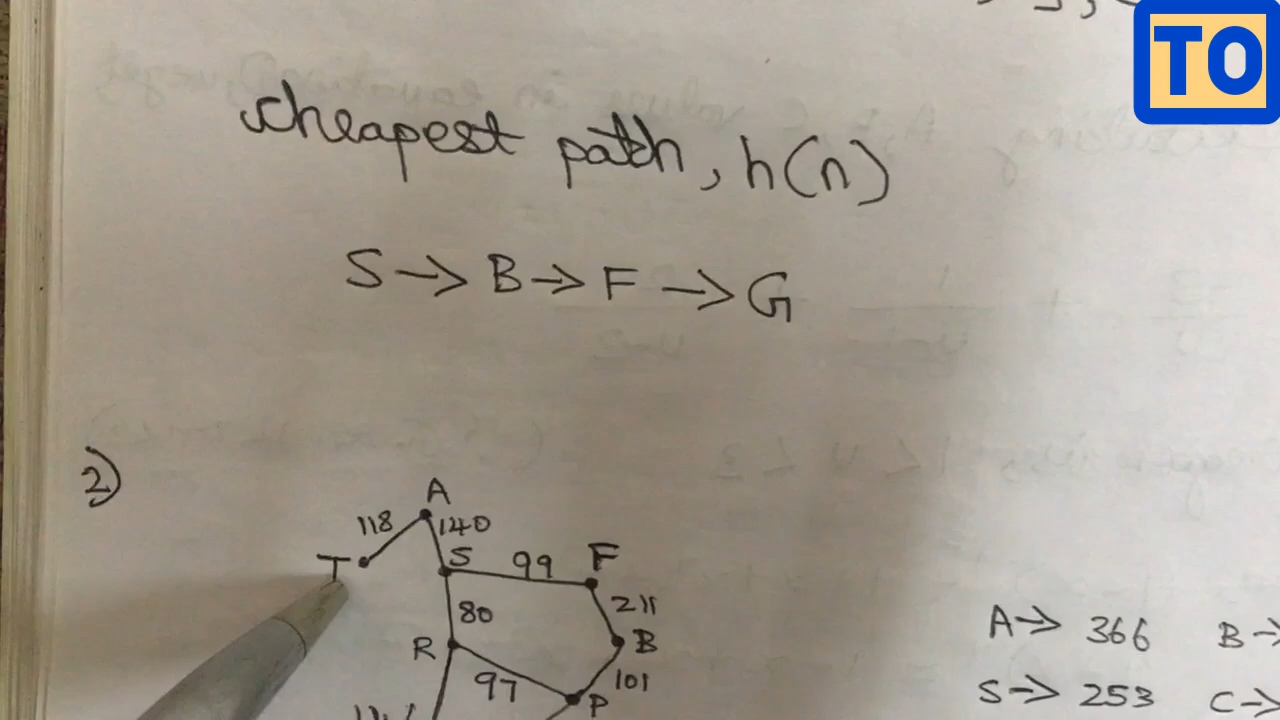 TO
cheapest path, h(n)
S → B → F → G
2)
A
118 140
T S 99 F
80 211
R B
97 101
P
A → 366 B →
S → 253 C →